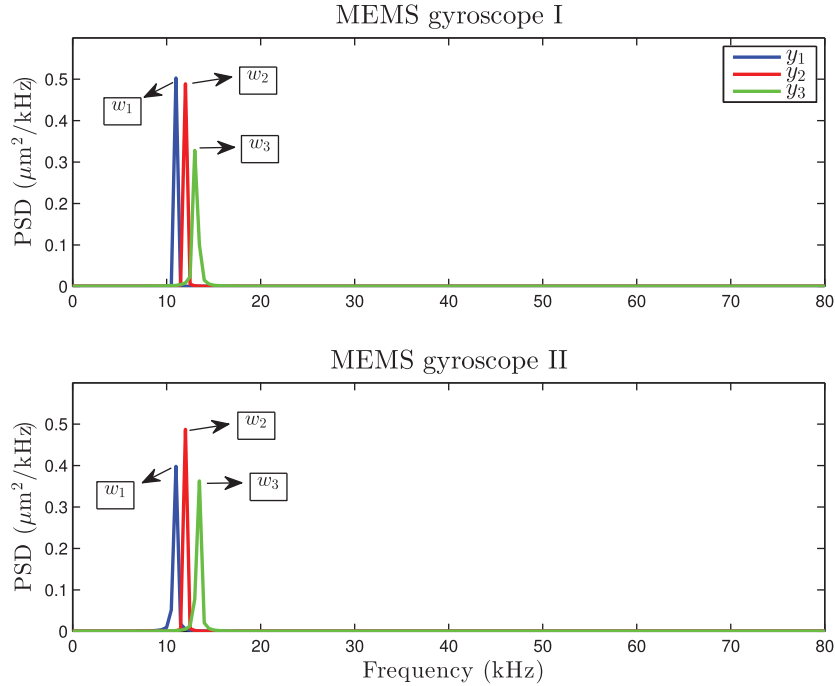 MEMS gyroscope I
PSD (μm²/kHz)
0.5
0.4
0.3
0.2
0.1
0
0 10 20 30 40 50 60 70 80
w₁
w₂
w₃
y₁
y₂
y₃
MEMS gyroscope II
PSD (μm²/kHz)
0.5
0.4
0.3
0.2
0.1
0
0 10 20 30 40 50 60 70 80
w₁
w₂
w₃
Frequency (kHz)